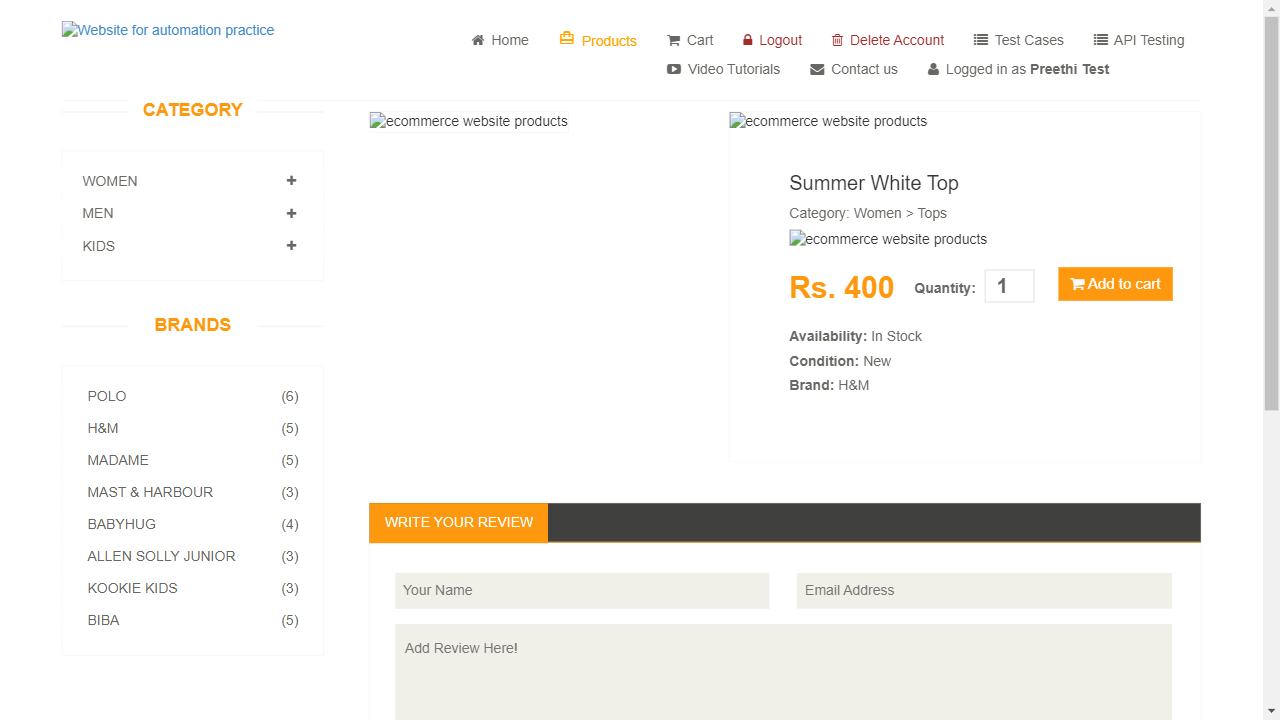 Website for automation practice
Home Products Cart Logout Delete Account Test Cases API Testing
Video Tutorials Contact us Logged in as Preethi Test
CATEGORY
WOMEN
MEN
KIDS
BRANDS
POLO (6)
H&M (5)
MADAME (5)
MAST & HARBOUR (3)
BABYHUG (4)
ALLEN SOLLY JUNIOR (3)
KOOKIE KIDS (3)
BIBA (5)
ecommerce website products
ecommerce website products
Summer White Top
Category: Women > Tops
ecommerce website products
Rs. 400 Quantity: 1 Add to cart
Availability: In Stock
Condition: New
Brand: H&M
WRITE YOUR REVIEW
Your Name Email Address
Add Review Here!